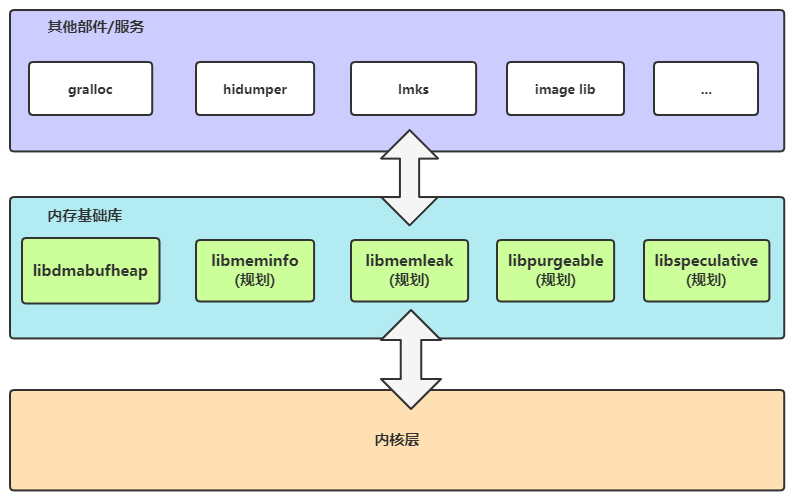 其他部件/服务
gralloc
hidumper
lmks
image lib
...
内存基础库
libdmabufheap
libmeminfo
(规划)
libmemleak
(规划)
libpurgeable
(规划)
libspeculative
(规划)
内核层